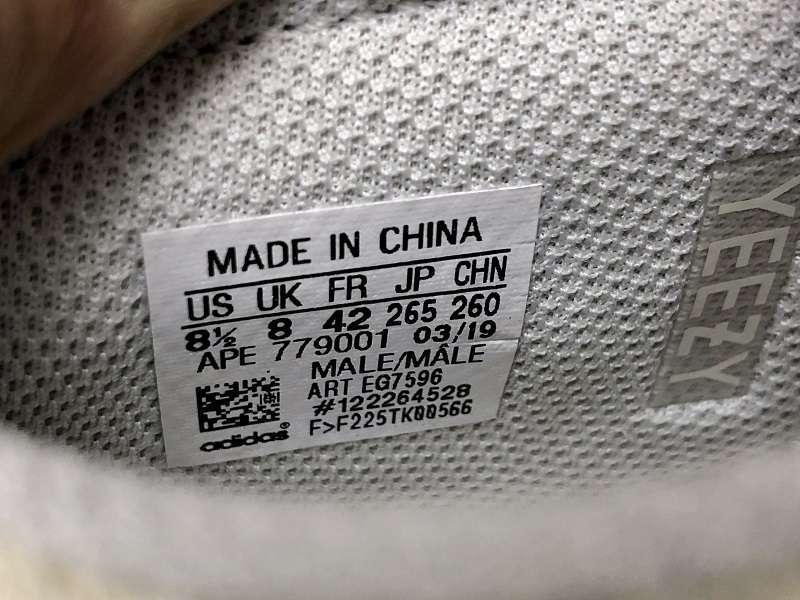 MADE IN CHINA
US UK FR JP CHN
8½ 8 42 265 260
APE 779001 03/19
MALE/MÂLE
ART EG7596
#122264528
F>F225TK00566
adidas
YEEZY